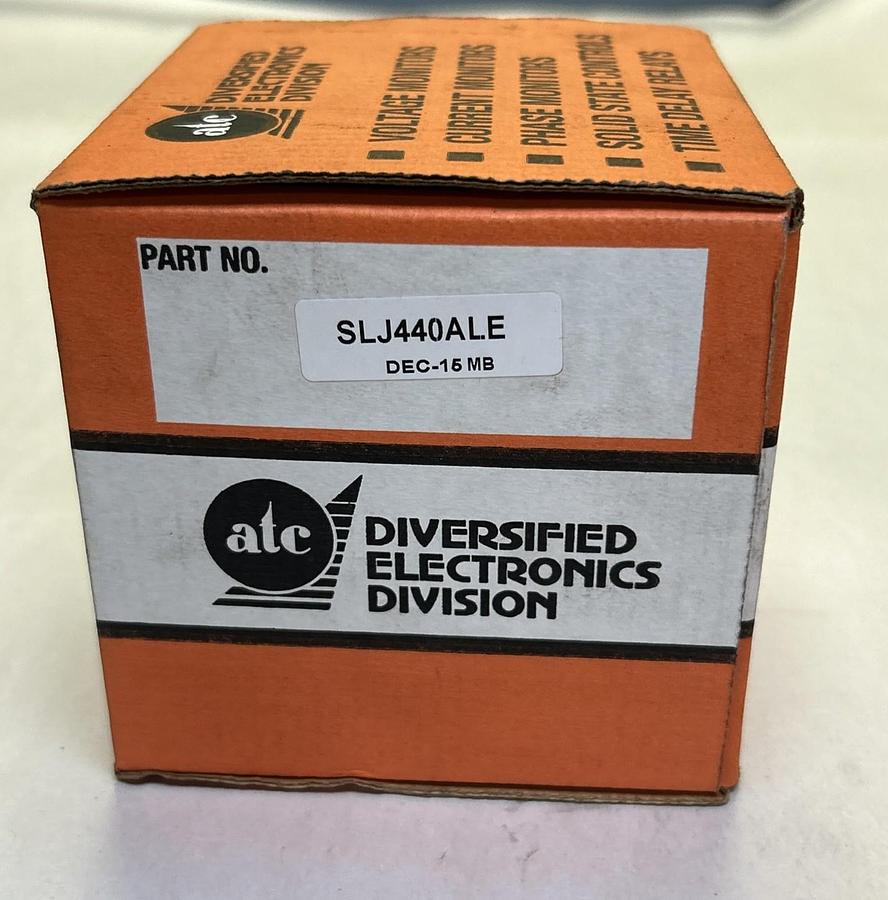 atc
DIVERSIFIED
ELECTRONICS
DIVISION
VOLTAGE MONITORS
CURRENT MONITORS
PHASE MONITORS
SOLID STATE CONTROLS
TIME DELAY RELAYS
PART NO.
SLJ440ALE
DEC-15 MB
atc
DIVERSIFIED
ELECTRONICS
DIVISION